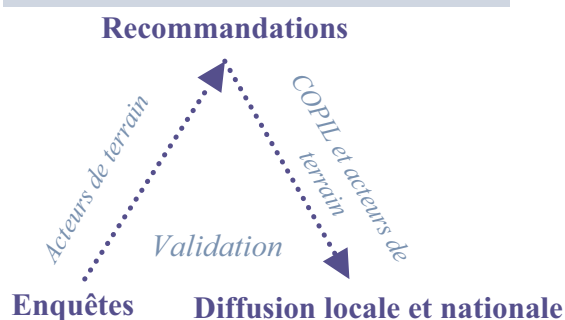 Recommandations
Acteurs de terrain
COPIL et acteurs de
terrain
Validation
Enquêtes
Diffusion locale et nationale